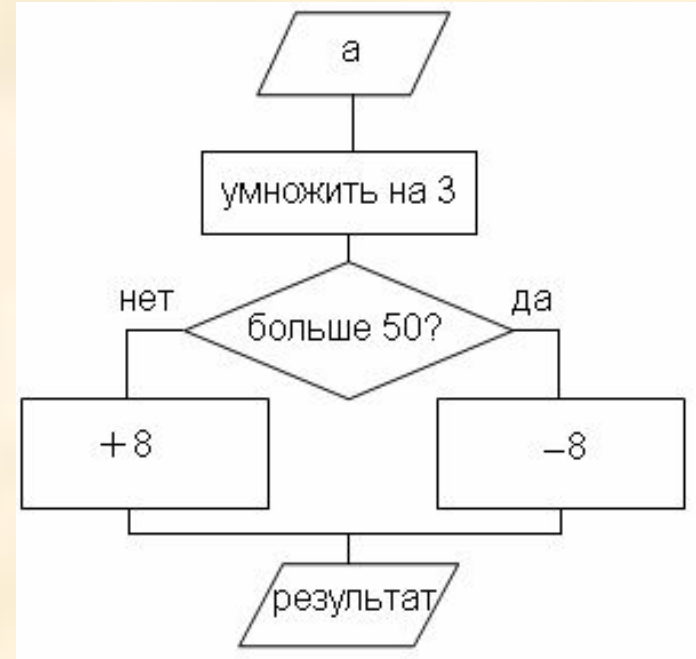 а
умножить на 3
нет
да
больше 50?
+8
–8
результат